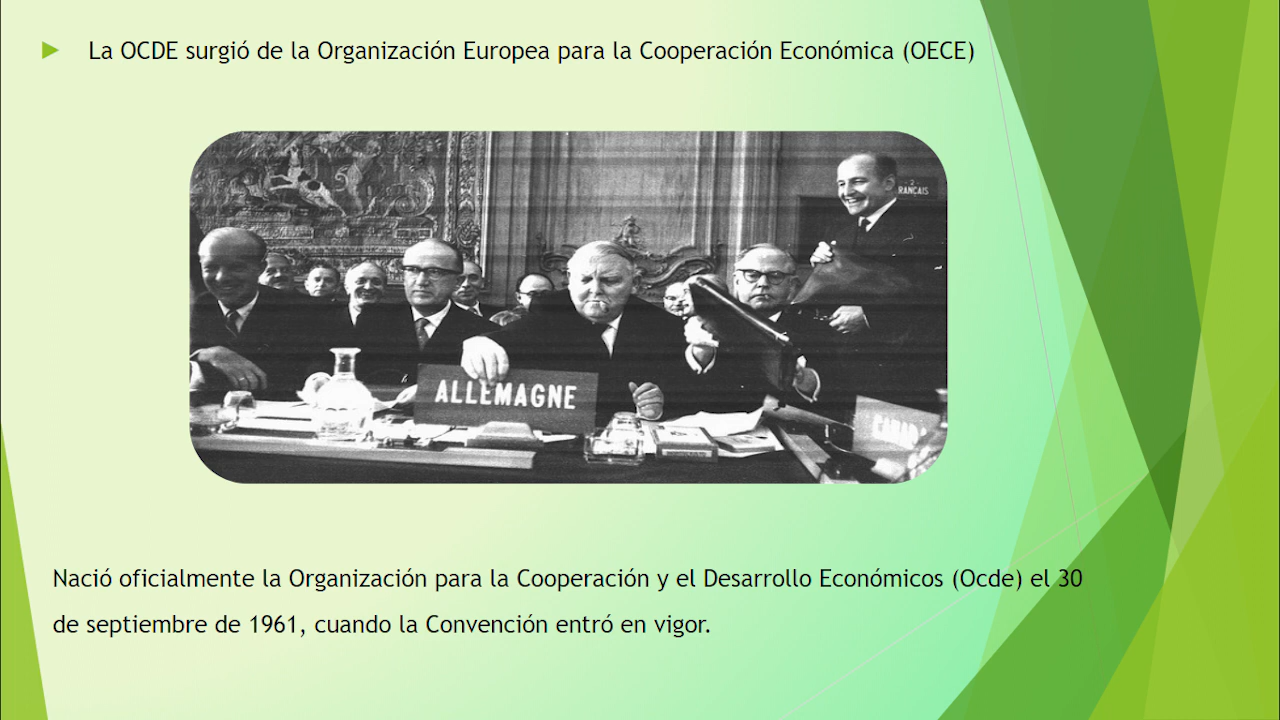 La OCDE surgió de la Organización Europea para la Cooperación Económica (OECE)
RANÇAIS
ALLEMAGNE
Nació oficialmente la Organización para la Cooperación y el Desarrollo Económicos (Ocde) el 30
de septiembre de 1961, cuando la Convención entró en vigor.